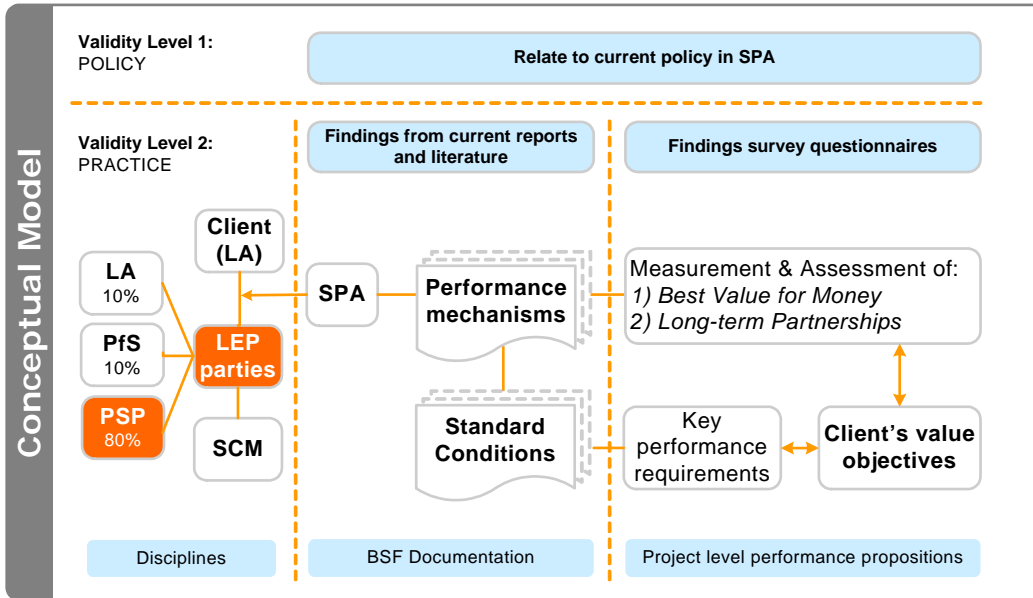 Conceptual Model
Validity Level 1:
POLICY
Relate to current policy in SPA
Validity Level 2:
PRACTICE
Findings from current reports
and literature
Findings survey questionnaires
Client
(LA)
LA
10%
PfS
10%
PSP
80%
LEP
parties
SCM
SPA
Performance
mechanisms
Standard
Conditions
Measurement & Assessment of:
1) Best Value for Money
2) Long-term Partnerships
Key
performance
requirements
Client's value
objectives
Disciplines
BSF Documentation
Project level performance propositions